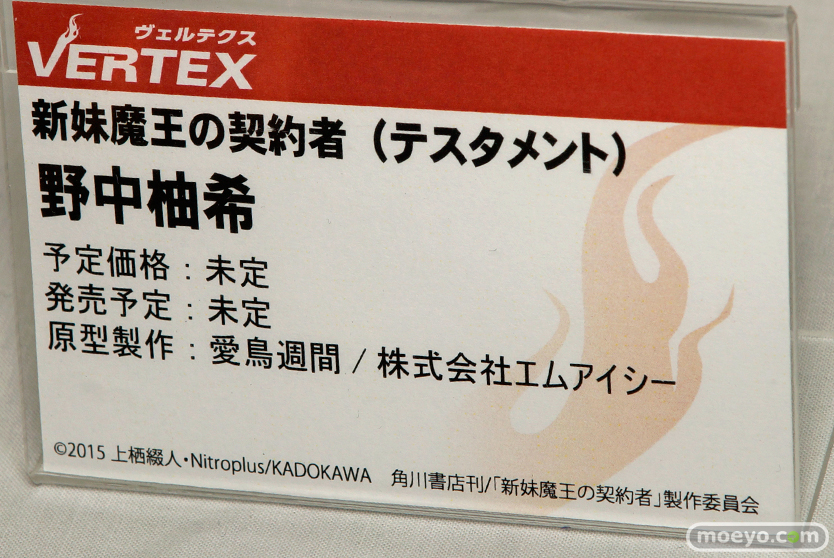 ヴェルテクス
VERTEX
新妹魔王の契約者（テスタメント）
野中柚希
予定価格：未定
発売予定：未定
原型製作：愛鳥週間 / 株式会社エムアイシー
©2015 上栖綴人・Nitroplus/KADOKAWA　角川書店刊/「新妹魔王の契約者」製作委員会
moeyo.com